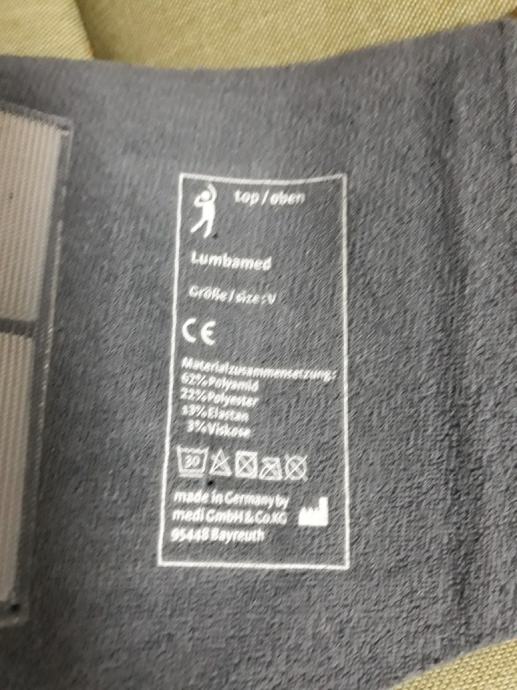 top / oben
Lumbamed
Größe / size : V
CE
Materialzusammensetzung:
62% Polyamid
22% Polyester
13% Elastan
3% Viskose
30
made in Germany by
medi GmbH & Co.KG
95448 Bayreuth